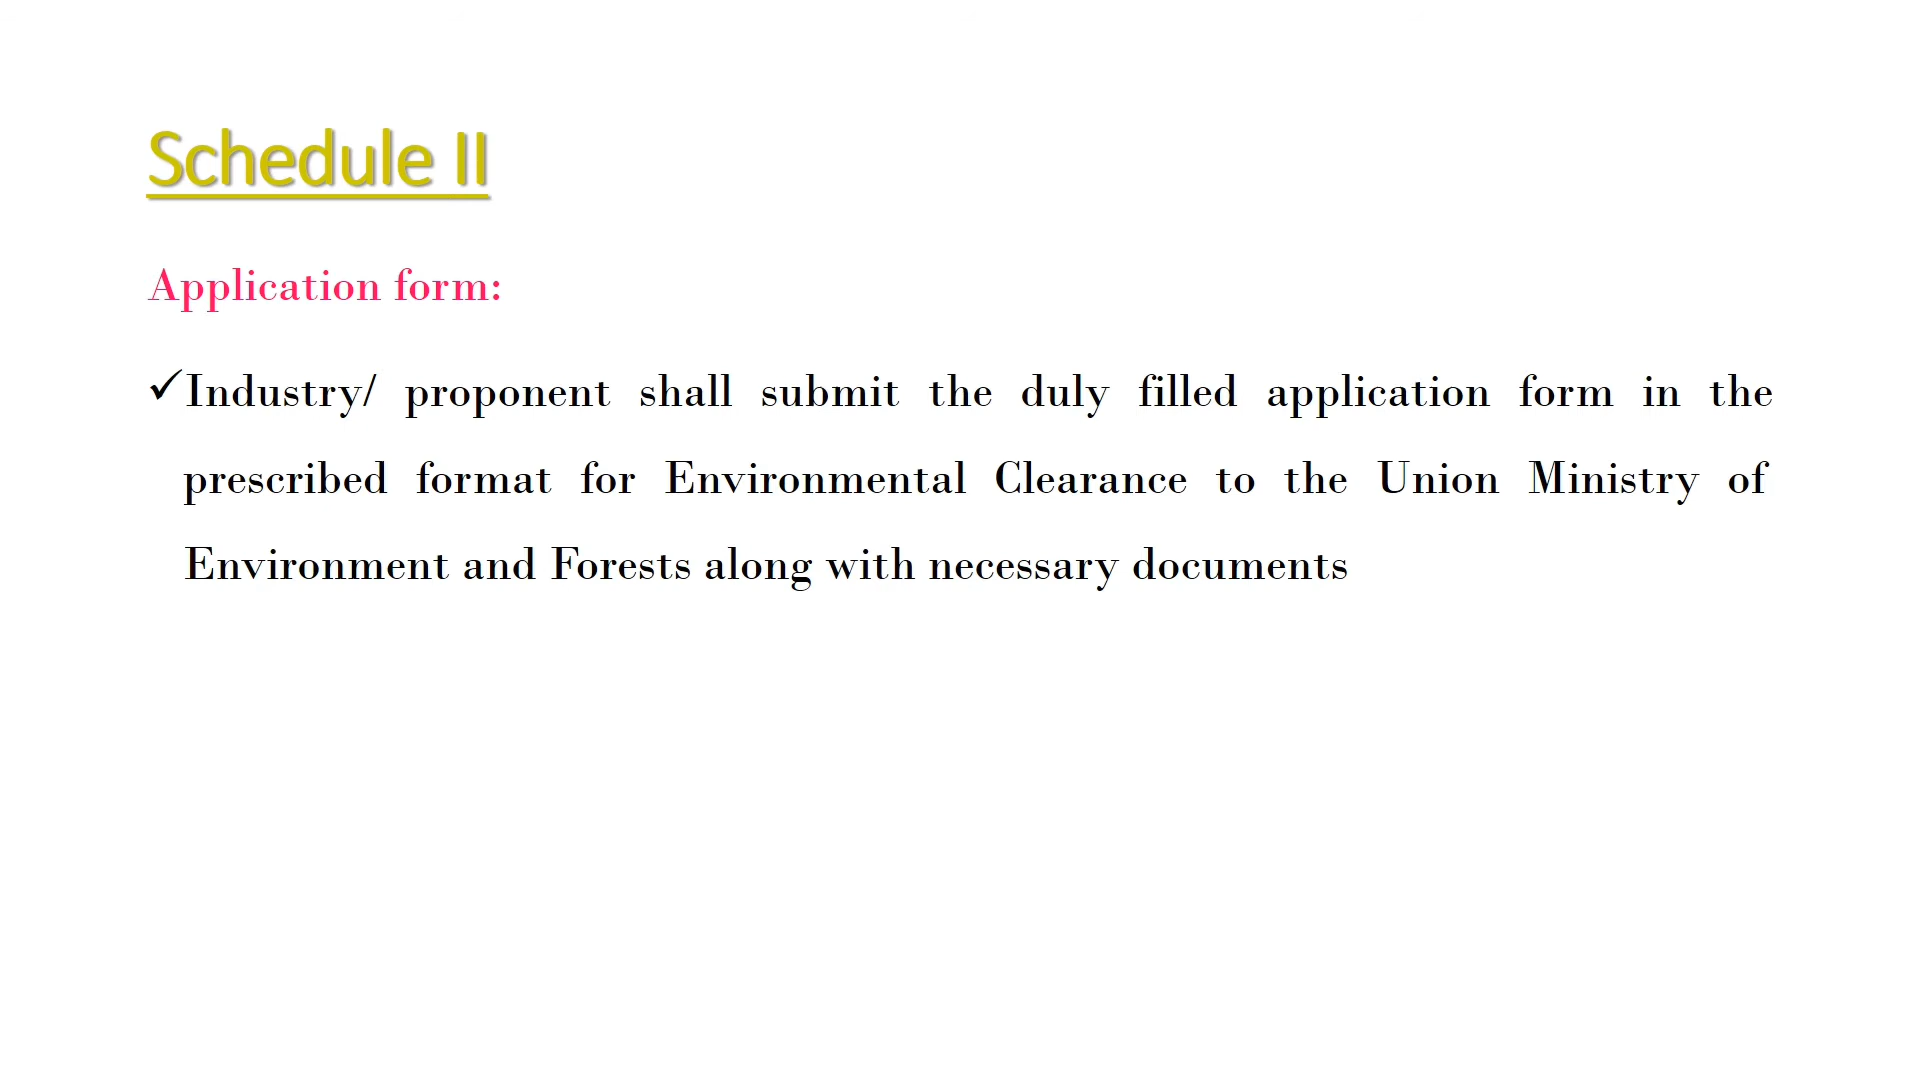 Schedule II
Application form:
✓Industry/ proponent shall submit the duly filled application form in the
prescribed format for Environmental Clearance to the Union Ministry of
Environment and Forests along with necessary documents